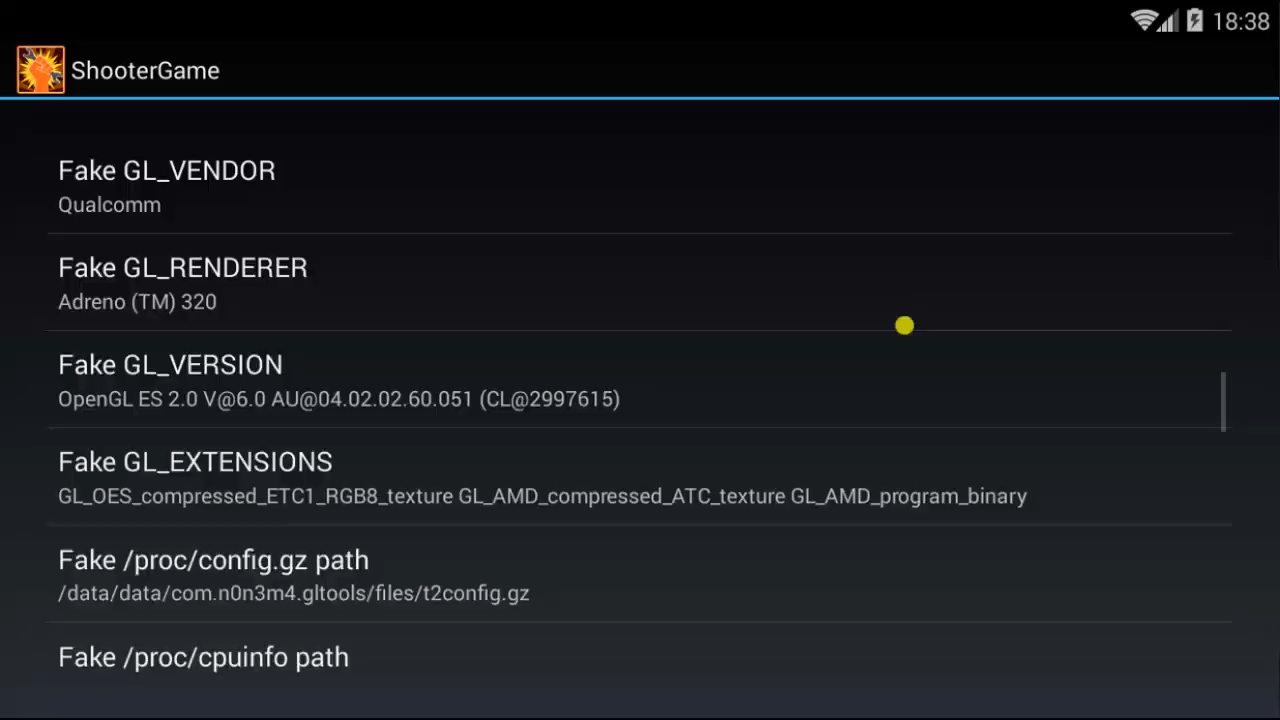 18:38
ShooterGame
Fake GL_VENDOR
Qualcomm
Fake GL_RENDERER
Adreno (TM) 320
Fake GL_VERSION
OpenGL ES 2.0 V@6.0 AU@04.02.02.60.051 (CL@2997615)
Fake GL_EXTENSIONS
GL_OES_compressed_ETC1_RGB8_texture GL_AMD_compressed_ATC_texture GL_AMD_program_binary
Fake /proc/config.gz path
/data/data/com.n0n3m4.gltools/files/t2config.gz
Fake /proc/cpuinfo path